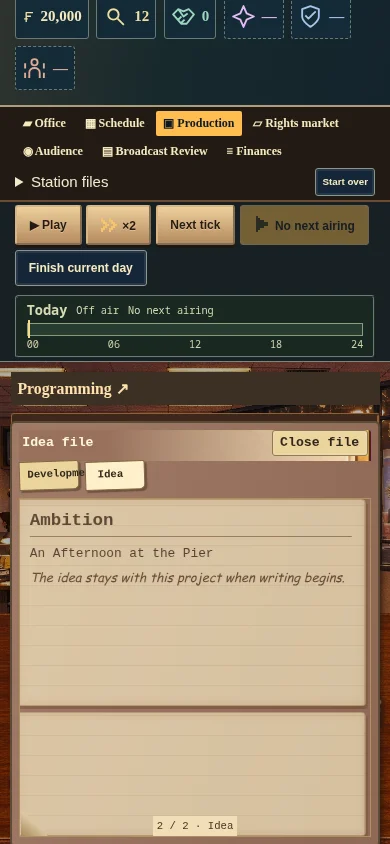 ₣ 20,000 12 0 — —
—
Office Schedule Production Rights market
Audience Broadcast Review Finances
Station files Start over
Play ×2 Next tick No next airing
Finish current day
Today Off air No next airing
00 06 12 18 24
Programming ↗
Idea file Close file
Developme Idea
Ambition
An Afternoon at the Pier
The idea stays with this project when writing begins.
2 / 2 · Idea